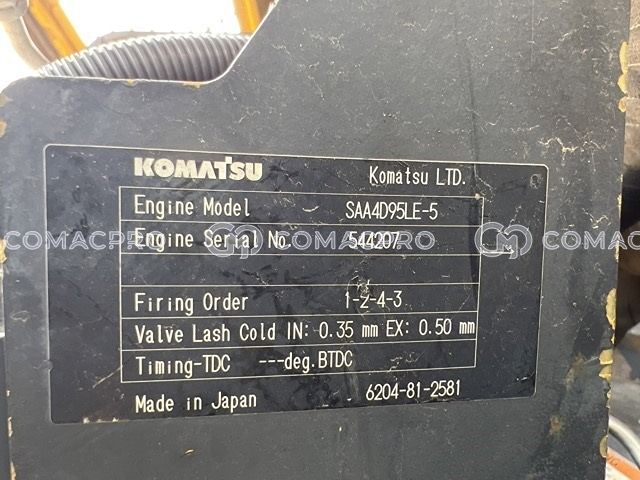 KOMATSU Komatsu LTD.
Engine Model SAA4D95LE-5
COMACPRO COMACPRO COMACPRO
Engine Serial No. 544207
Firing Order 1-2-4-3
Valve Lash Cold IN: 0.35 mm EX: 0.50 mm
Timing-TDC ---deg.BTDC
Made in Japan 6204-81-2581